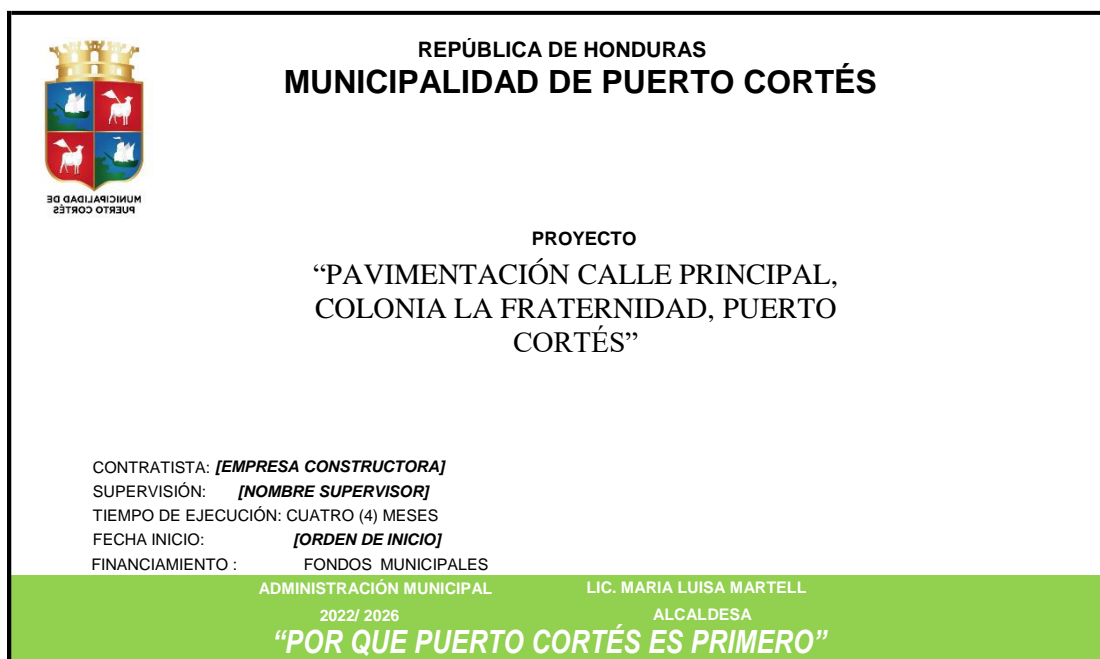 REPÚBLICA DE HONDURAS
MUNICIPALIDAD DE PUERTO CORTÉS
MUNICIPALIDAD DE
PUERTO CORTÉS
PROYECTO
“PAVIMENTACIÓN CALLE PRINCIPAL,
COLONIA LA FRATERNIDAD, PUERTO
CORTÉS”
CONTRATISTA: [EMPRESA CONSTRUCTORA]
SUPERVISIÓN: [NOMBRE SUPERVISOR]
TIEMPO DE EJECUCIÓN: CUATRO (4) MESES
FECHA INICIO: [ORDEN DE INICIO]
FINANCIAMIENTO : FONDOS MUNICIPALES
ADMINISTRACIÓN MUNICIPAL LIC. MARIA LUISA MARTELL
2022/ 2026 ALCALDESA
“POR QUE PUERTO CORTÉS ES PRIMERO”